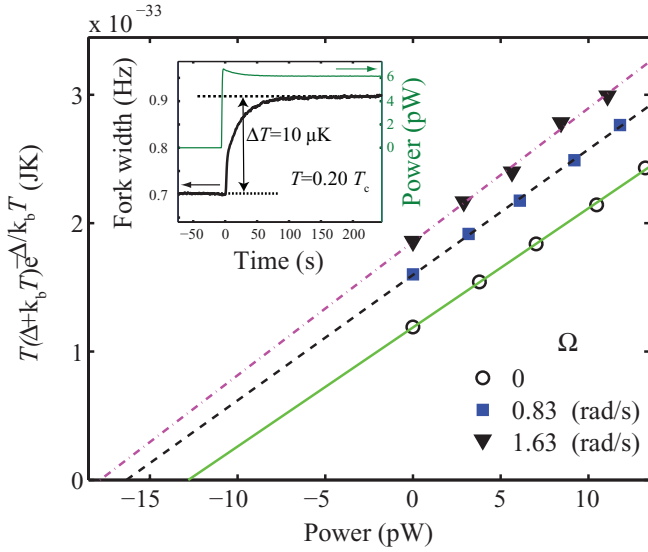 x 10⁻³³
T(Δ+k_bT)e^{-Δ/k_bT} (JK)
3
2
1
0
−15
−10
−5
0
5
10
Power (pW)
Fork width (Hz)
0.9
0.8
0.7
−50
0
50
100
150
200
Time (s)
6
4
2
0
Power (pW)
ΔT=10 μK
T=0.20 T_c
Ω
0
0.83 (rad/s)
1.63 (rad/s)